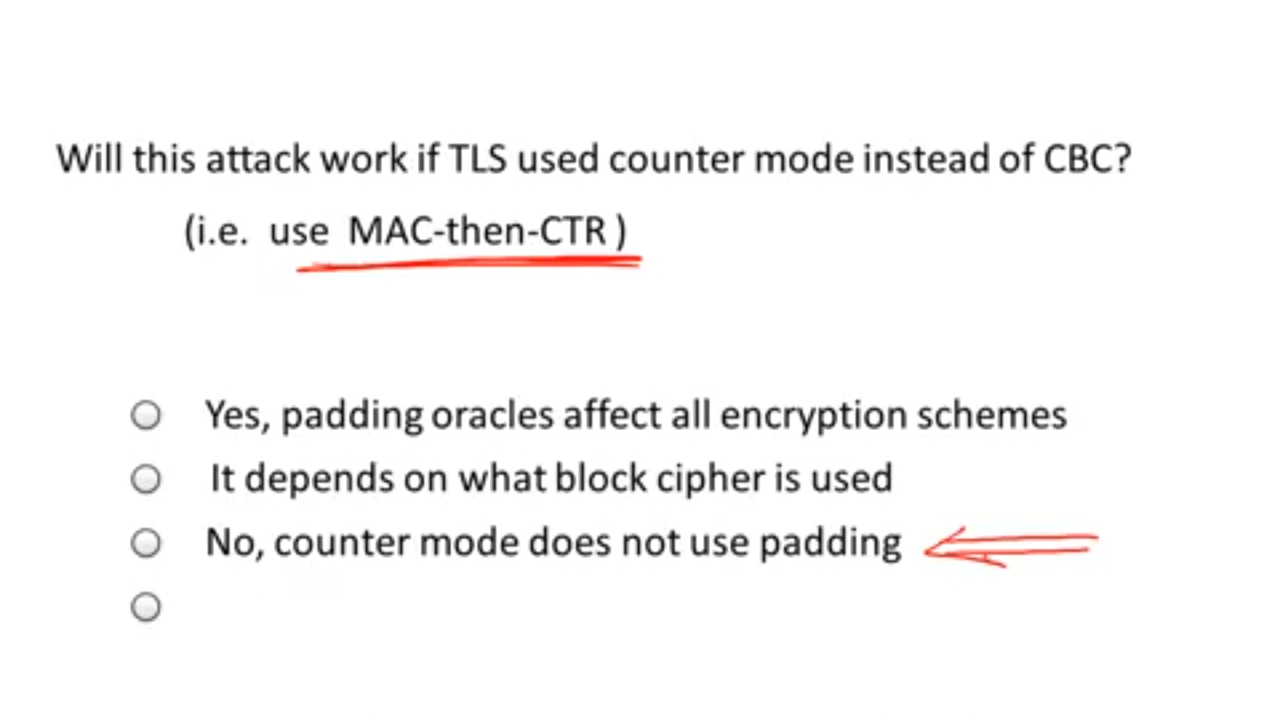 Will this attack work if TLS used counter mode instead of CBC?
(i.e. use MAC-then-CTR )
Yes, padding oracles affect all encryption schemes
It depends on what block cipher is used
No, counter mode does not use padding